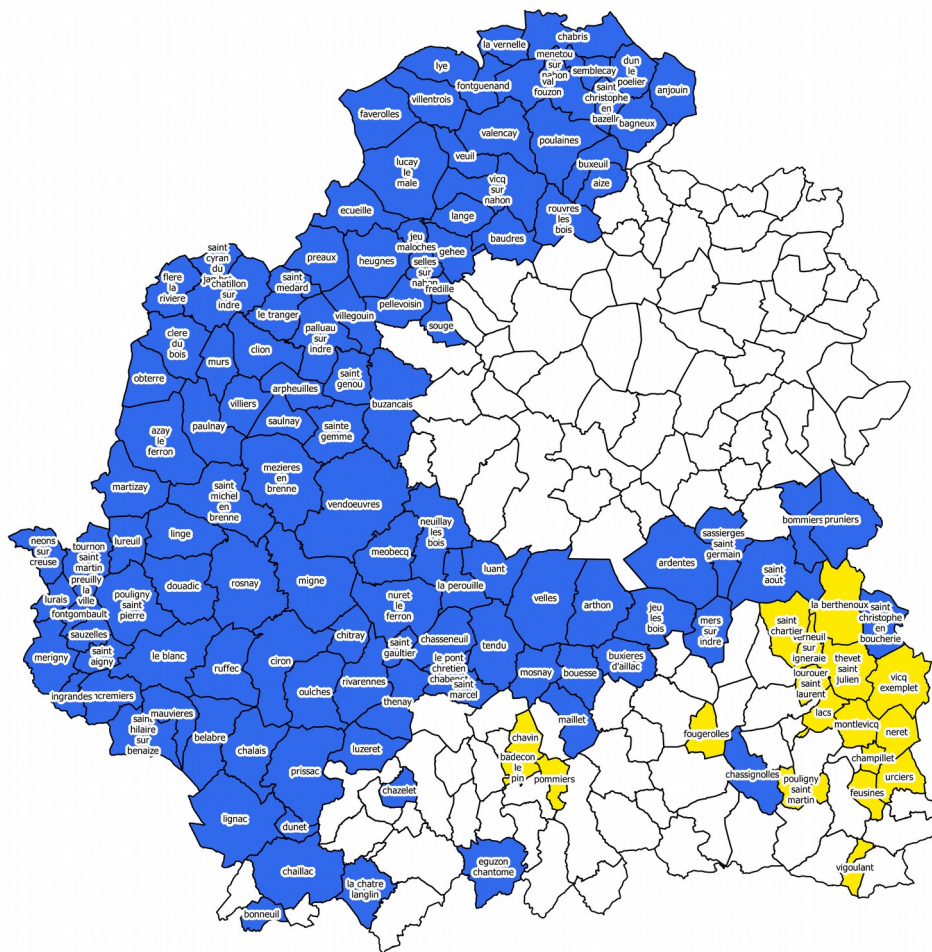 chabris
la vernelle
menetou
sur
nahon
val
fouzon
semblecay
dun
le
poelier
lye
fontguenand
saint
christophe
en
bazelle
anjouin
villentrois
faverolles
bagneux
valencay
poulaines
veuil
buxeuil
lucay
le
male
vicq
sur
nahon
aize
ecueille
lange
rouvres
les
bois
baudres
jeu
maloches
gehee
preaux
heugnes
selles
sur
nahon
fredille
saint
cyran
du
jambot
chatillon
sur
indre
flere
la
riviere
saint
medard
pellevoisin
le tranger
villegouin
souge
clere
du
bois
palluau
sur
indre
clion
murs
obterre
saint
genou
arpheuilles
villiers
buzancais
saulnay
sainte
gemme
azay
le
ferron
paulnay
mezieres
en
brenne
martizay
saint
michel
en
brenne
vendoeuvres
neuillay
les
bois
bommiers
pruniers
sassierges
saint
germain
neons
sur
creuse
tournon
saint
martin
lureuil
linge
meobecq
luant
ardentes
saint
aout
preuilly
la
ville
douadic
rosnay
migne
la perouille
lurais
fontgombault
pouligny
saint
pierre
nuret
le
ferron
velles
arthon
jeu
les
bois
mers
sur
indre
la berthenoux
saint
christophe
en
boucherie
sauzelles
chitray
saint
gaultier
chasseneuil
tendu
saint
chartier
verneuil
sur
igneraie
merigny
saint
aigny
le blanc
ruffec
ciron
le pont
chretien
chabenet
saint
marcel
mosnay
bouesse
buxieres
d'aillac
thevet
saint
julien
vicq
exemplet
lourouer
saint
laurent
ingrandes
concremiers
oulches
rivarennes
thenay
maillet
lacs
montlevicq
mauvieres
saint
hilaire
sur
benaize
belabre
chalais
luzeret
chavin
fougerolles
neret
badecon
le
pin
pommiers
champillet
prissac
chassignolles
pouligny
saint
martin
urciers
feusines
chazelet
lignac
dunet
chaillac
eguzon
chantome
vigoulant
la chatre
langlin
bonneuil